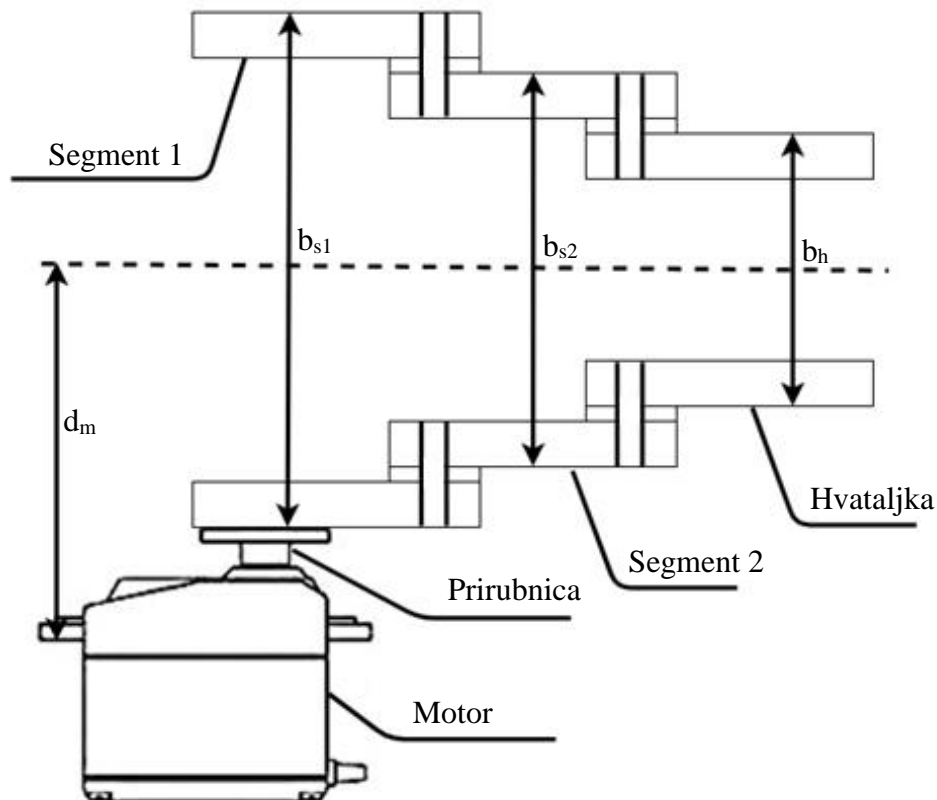 Segment 1
b_s1
b_s2
b_h
d_m
Hvataljka
Segment 2
Prirubnica
Motor